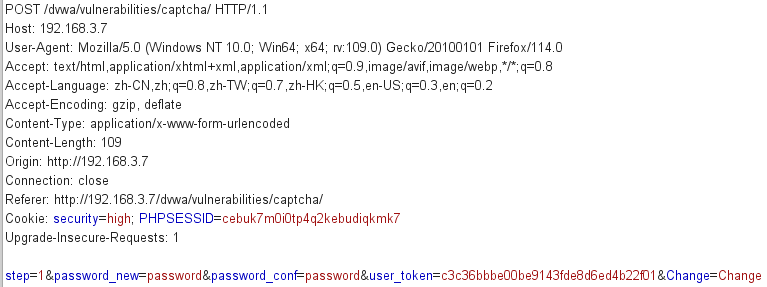 POST /dvwa/vulnerabilities/captcha/ HTTP/1.1
Host: 192.168.3.7
User-Agent: Mozilla/5.0 (Windows NT 10.0; Win64; x64; rv:109.0) Gecko/20100101 Firefox/114.0
Accept: text/html,application/xhtml+xml,application/xml;q=0.9,image/avif,image/webp,*/*;q=0.8
Accept-Language: zh-CN,zh;q=0.8,zh-TW;q=0.7,zh-HK;q=0.5,en-US;q=0.3,en;q=0.2
Accept-Encoding: gzip, deflate
Content-Type: application/x-www-form-urlencoded
Content-Length: 109
Origin: http://192.168.3.7
Connection: close
Referer: http://192.168.3.7/dvwa/vulnerabilities/captcha/
Cookie: security=high; PHPSESSID=cebuk7m0i0tp4q2kebudiqkmk7
Upgrade-Insecure-Requests: 1
step=1&password_new=password&password_conf=password&user_token=c3c36bbbe00be9143fde8d6ed4b22f01&Change=Change